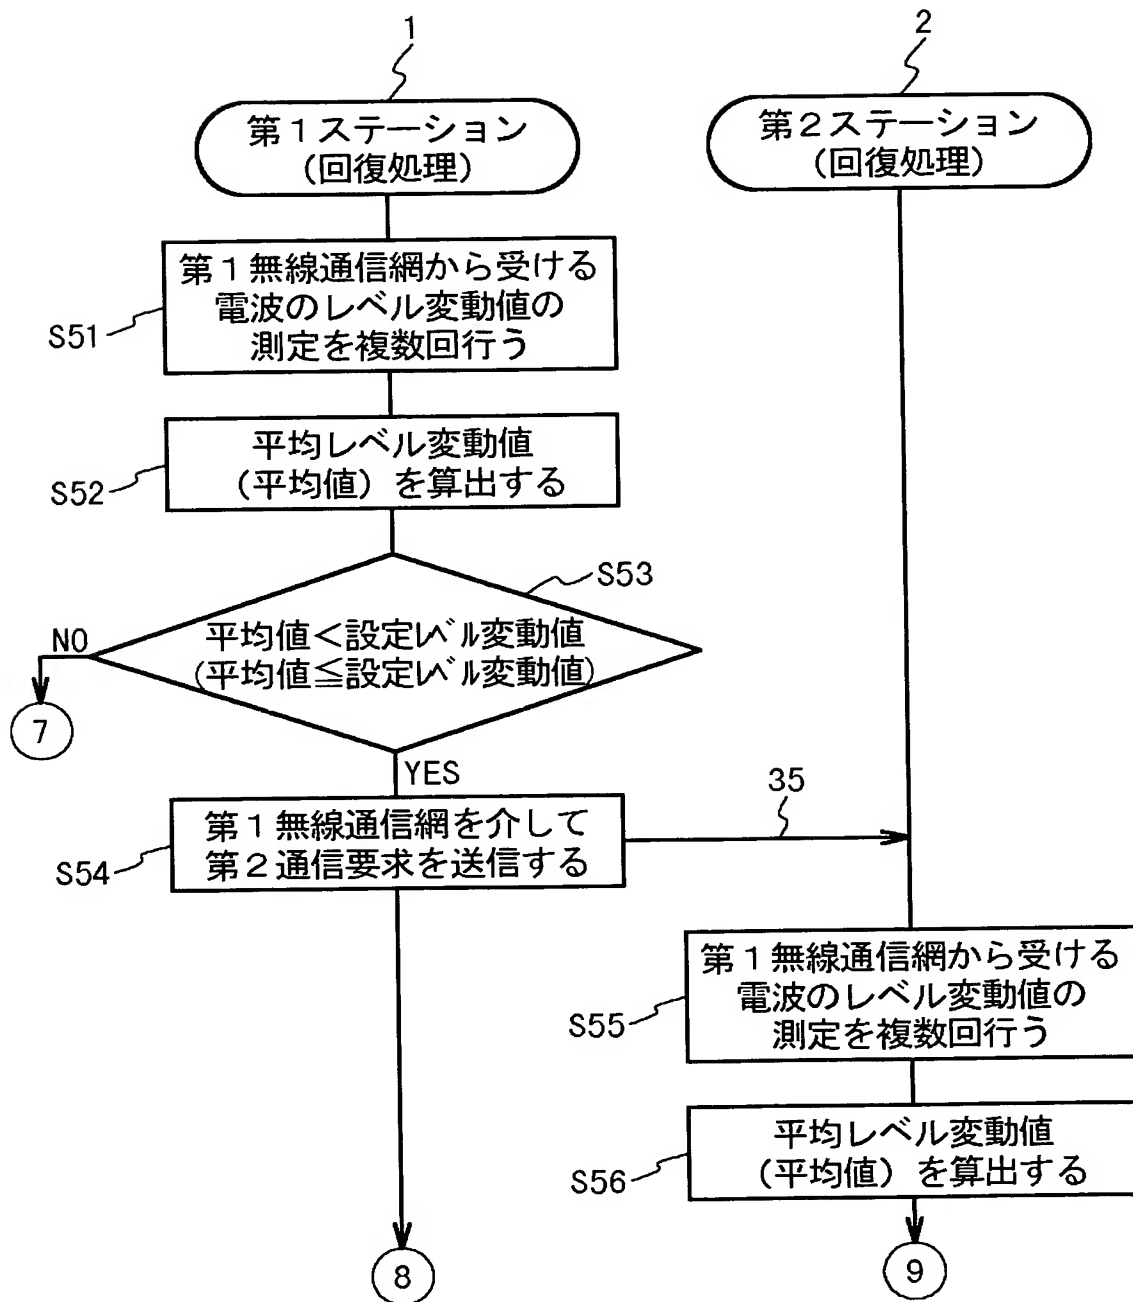 1
2
第1ステーション
(回復処理)
第2ステーション
(回復処理)
第1無線通信網から受ける
電波のレベル変動値の
測定を複数回行う
S51
平均レベル変動値
(平均値)を算出する
S52
S53
平均値<設定レベル変動値
(平均値≦設定レベル変動値)
NO
7
YES
35
第1無線通信網を介して
第2通信要求を送信する
S54
第1無線通信網から受ける
電波のレベル変動値の
測定を複数回行う
S55
平均レベル変動値
(平均値)を算出する
S56
8
9